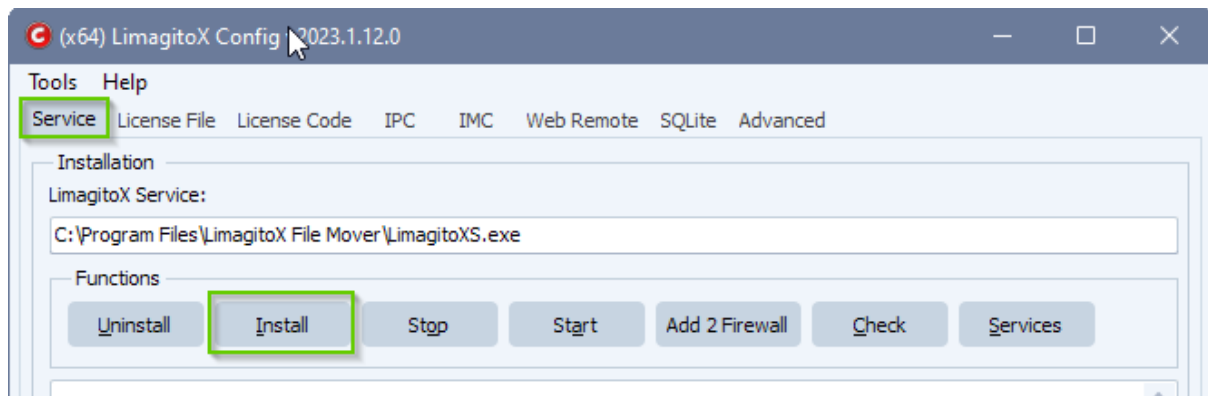 (x64) LimagitoX Config v2023.1.12.0
Tools Help
Service License File License Code IPC IMC Web Remote SQLite Advanced
Installation
LimagitoX Service:
C:\Program Files\LimagitoX File Mover\LimagitoXS.exe
Functions
Uninstall Install Stop Start Add 2 Firewall Check Services